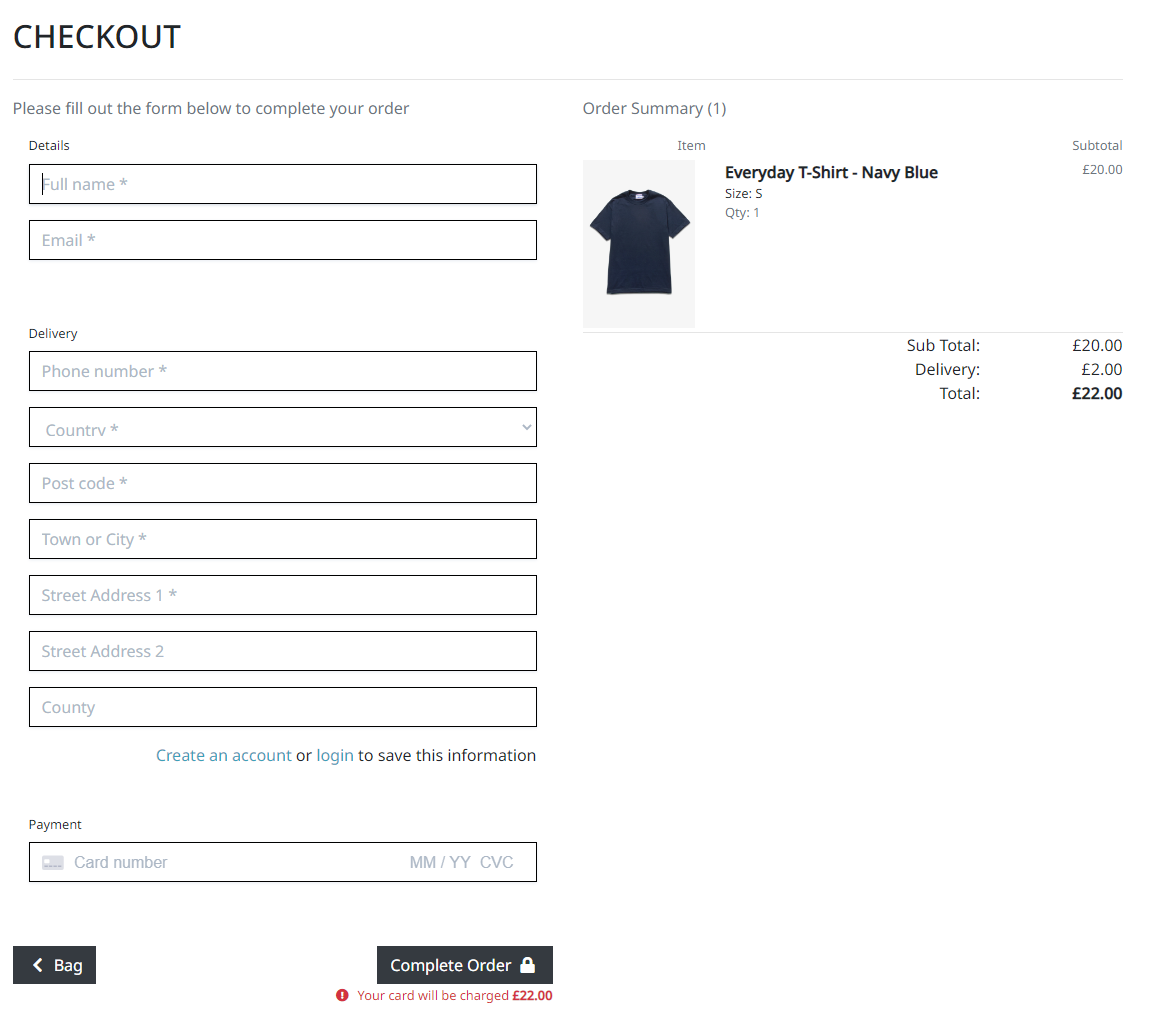 CHECKOUT
Please fill out the form below to complete your order
Details
Full name *
Email *
Delivery
Phone number *
Country *
Post code *
Town or City *
Street Address 1 *
Street Address 2
County
Create an account or login to save this information
Payment
Card number MM / YY CVC
Bag
Complete Order
Your card will be charged £22.00
Order Summary (1)
Item Subtotal
Everyday T-Shirt - Navy Blue £20.00
Size: S
Qty: 1
Sub Total: £20.00
Delivery: £2.00
Total: £22.00